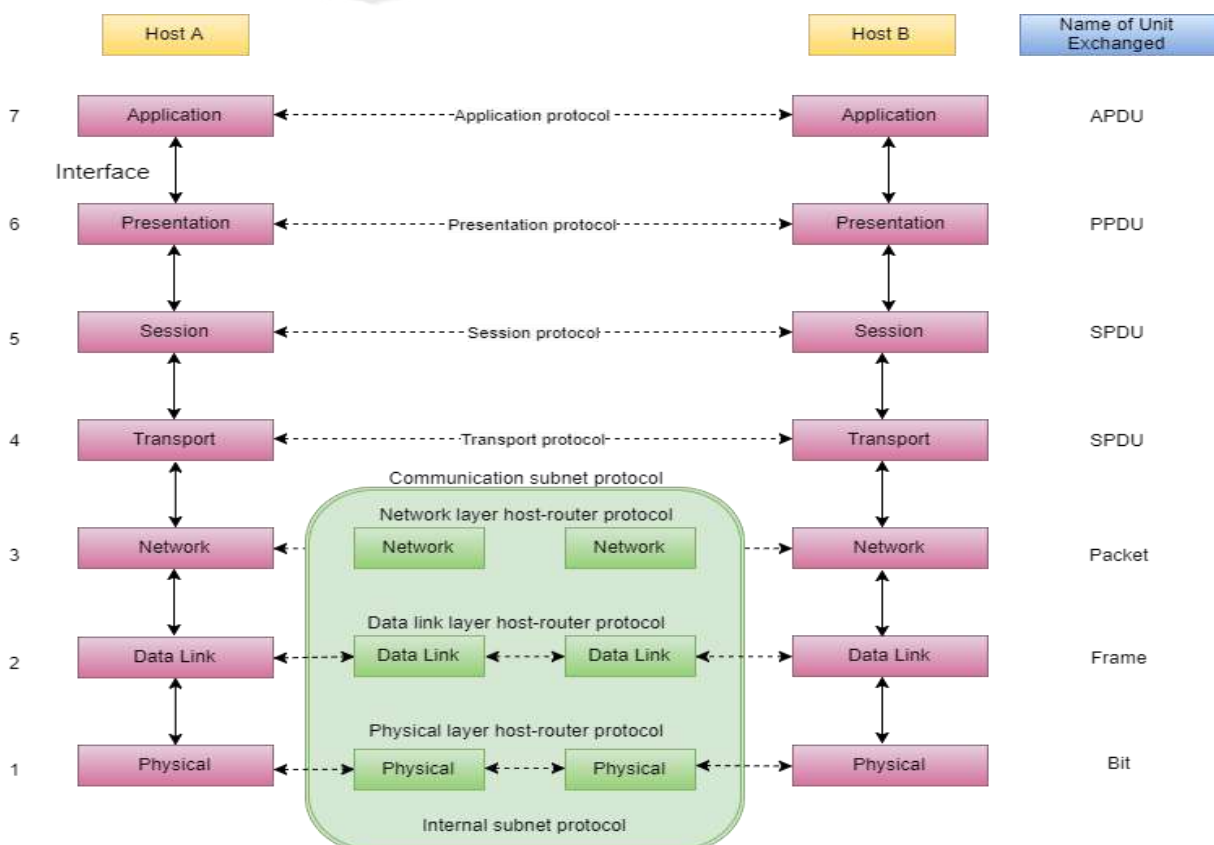 Host A
Host B
Name of Unit
Exchanged
7
Application
Application protocol
Application
APDU
Interface
6
Presentation
Presentation protocol
Presentation
PPDU
5
Session
Session protocol
Session
SPDU
4
Transport
Transport protocol
Transport
SPDU
Communication subnet protocol
Network layer host-router protocol
3
Network
Network
Network
Network
Packet
Data link layer host-router protocol
2
Data Link
Data Link
Data Link
Data Link
Frame
Physical layer host-router protocol
1
Physical
Physical
Physical
Physical
Bit
Internal subnet protocol